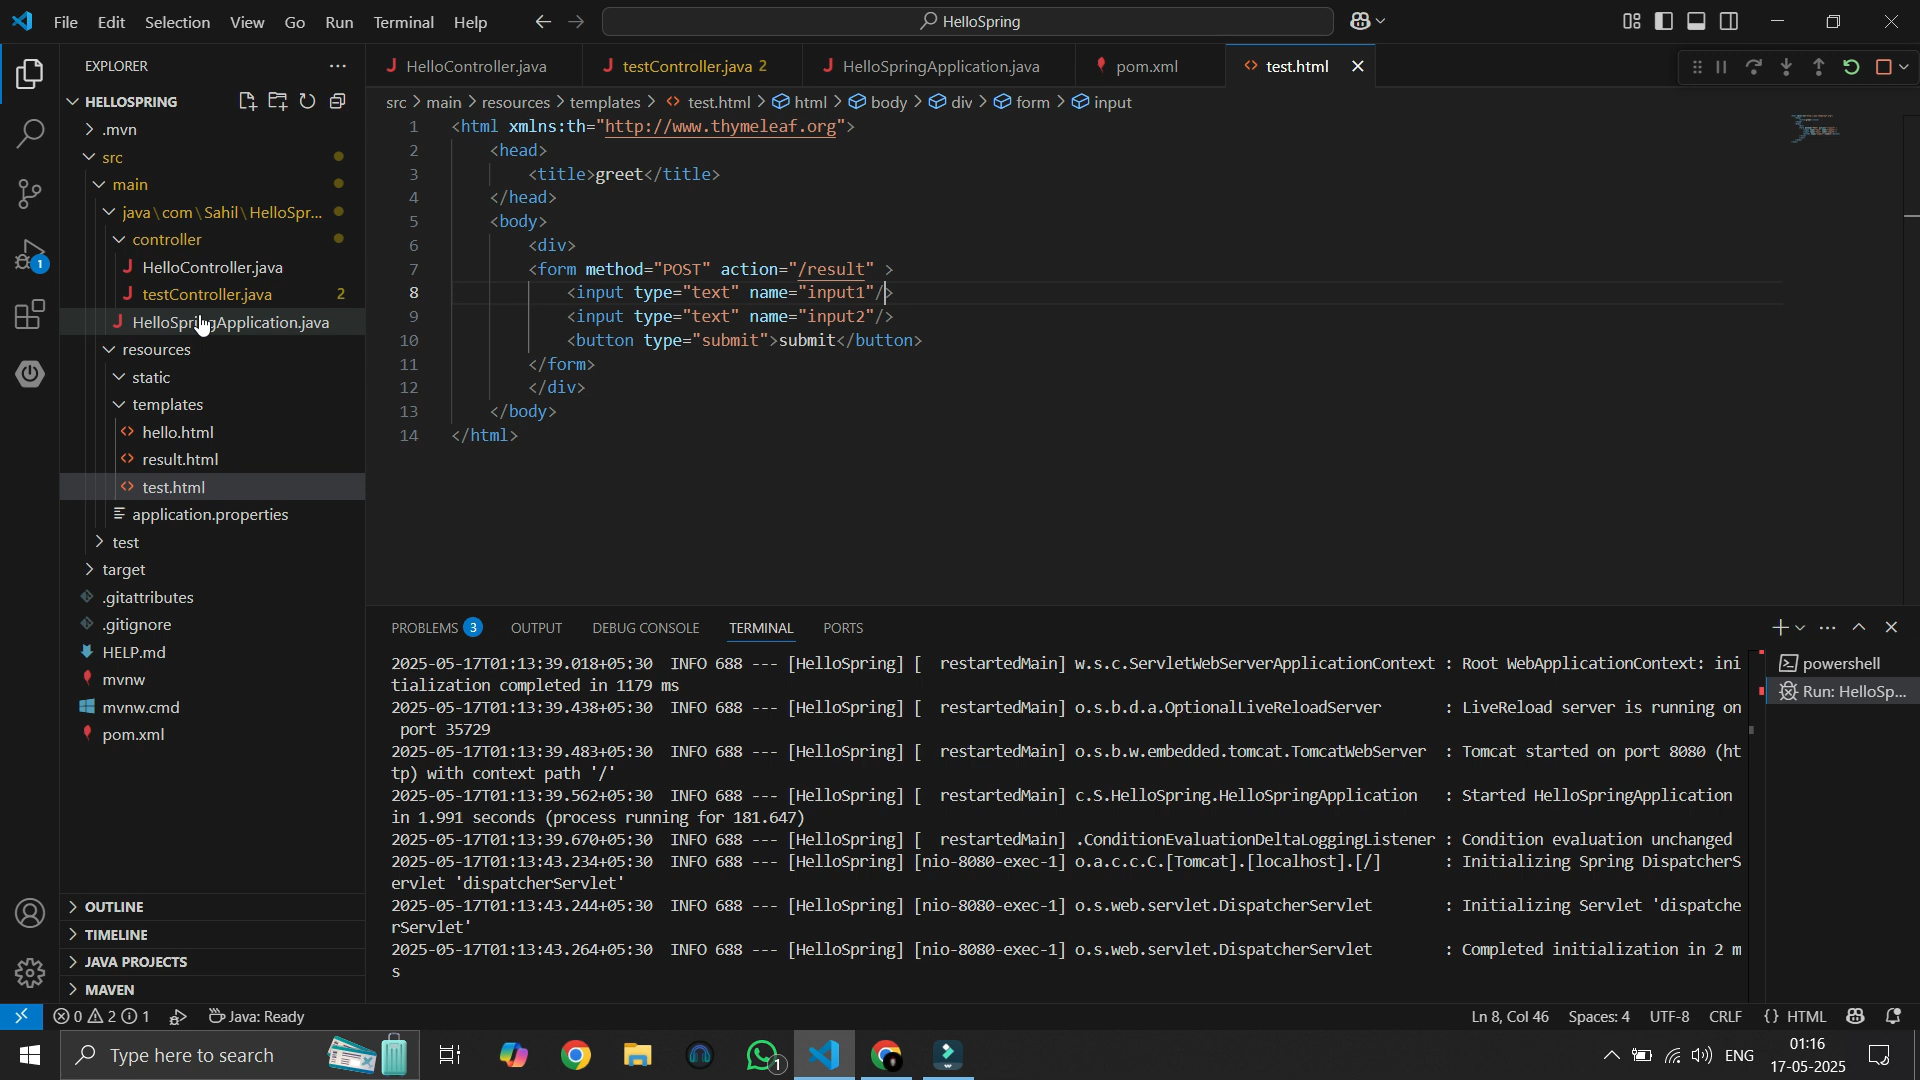 File Edit Selection View Go Run Terminal Help
HelloSpring
EXPLORER
HELLOSPRING
.mvn
src
main
java\com\Sahil\HelloSpr...
controller
HelloController.java
testController.java 2
HelloSpringApplication.java
resources
static
templates
hello.html
result.html
test.html
application.properties
test
target
.gitattributes
.gitignore
HELP.md
mvnw
mvnw.cmd
pom.xml
OUTLINE
TIMELINE
JAVA PROJECTS
MAVEN
1
HelloController.java testController.java 2 HelloSpringApplication.java pom.xml test.html
src > main > resources > templates > test.html > html > body > div > form > input
1 <html xmlns:th="http://www.thymeleaf.org">
2 <head>
3 <title>greet</title>
4 </head>
5 <body>
6 <div>
7 <form method="POST" action="/result" >
8 <input type="text" name="input1"/>
9 <input type="text" name="input2"/>
10 <button type="submit">submit</button>
11 </form>
12 </div>
13 </body>
14 </html>
PROBLEMS 3 OUTPUT DEBUG CONSOLE TERMINAL PORTS
2025-05-17T01:13:39.018+05:30 INFO 688 --- [HelloSpring] [ restartedMain] w.s.c.ServletWebServerApplicationContext : Root WebApplicationContext: ini
tialization completed in 1179 ms
2025-05-17T01:13:39.438+05:30 INFO 688 --- [HelloSpring] [ restartedMain] o.s.b.d.a.OptionalLiveReloadServer : LiveReload server is running on
port 35729
2025-05-17T01:13:39.483+05:30 INFO 688 --- [HelloSpring] [ restartedMain] o.s.b.w.embedded.tomcat.TomcatWebServer : Tomcat started on port 8080 (ht
tp) with context path '/'
2025-05-17T01:13:39.562+05:30 INFO 688 --- [HelloSpring] [ restartedMain] c.S.HelloSpring.HelloSpringApplication : Started HelloSpringApplication
in 1.991 seconds (process running for 181.647)
2025-05-17T01:13:39.670+05:30 INFO 688 --- [HelloSpring] [ restartedMain] .ConditionEvaluationDeltaLoggingListener : Condition evaluation unchanged
2025-05-17T01:13:43.234+05:30 INFO 688 --- [HelloSpring] [nio-8080-exec-1] o.a.c.c.C.[Tomcat].[localhost].[/] : Initializing Spring DispatcherS
ervlet 'dispatcherServlet'
2025-05-17T01:13:43.244+05:30 INFO 688 --- [HelloSpring] [nio-8080-exec-1] o.s.web.servlet.DispatcherServlet : Initializing Servlet 'dispatche
rServlet'
2025-05-17T01:13:43.264+05:30 INFO 688 --- [HelloSpring] [nio-8080-exec-1] o.s.web.servlet.DispatcherServlet : Completed initialization in 2 m
s
powershell
Run: HelloSp...
0 2 1 Java: Ready
Ln 8, Col 46 Spaces: 4 UTF-8 CRLF {} HTML
Type here to search
1
ENG
01:16
17-05-2025